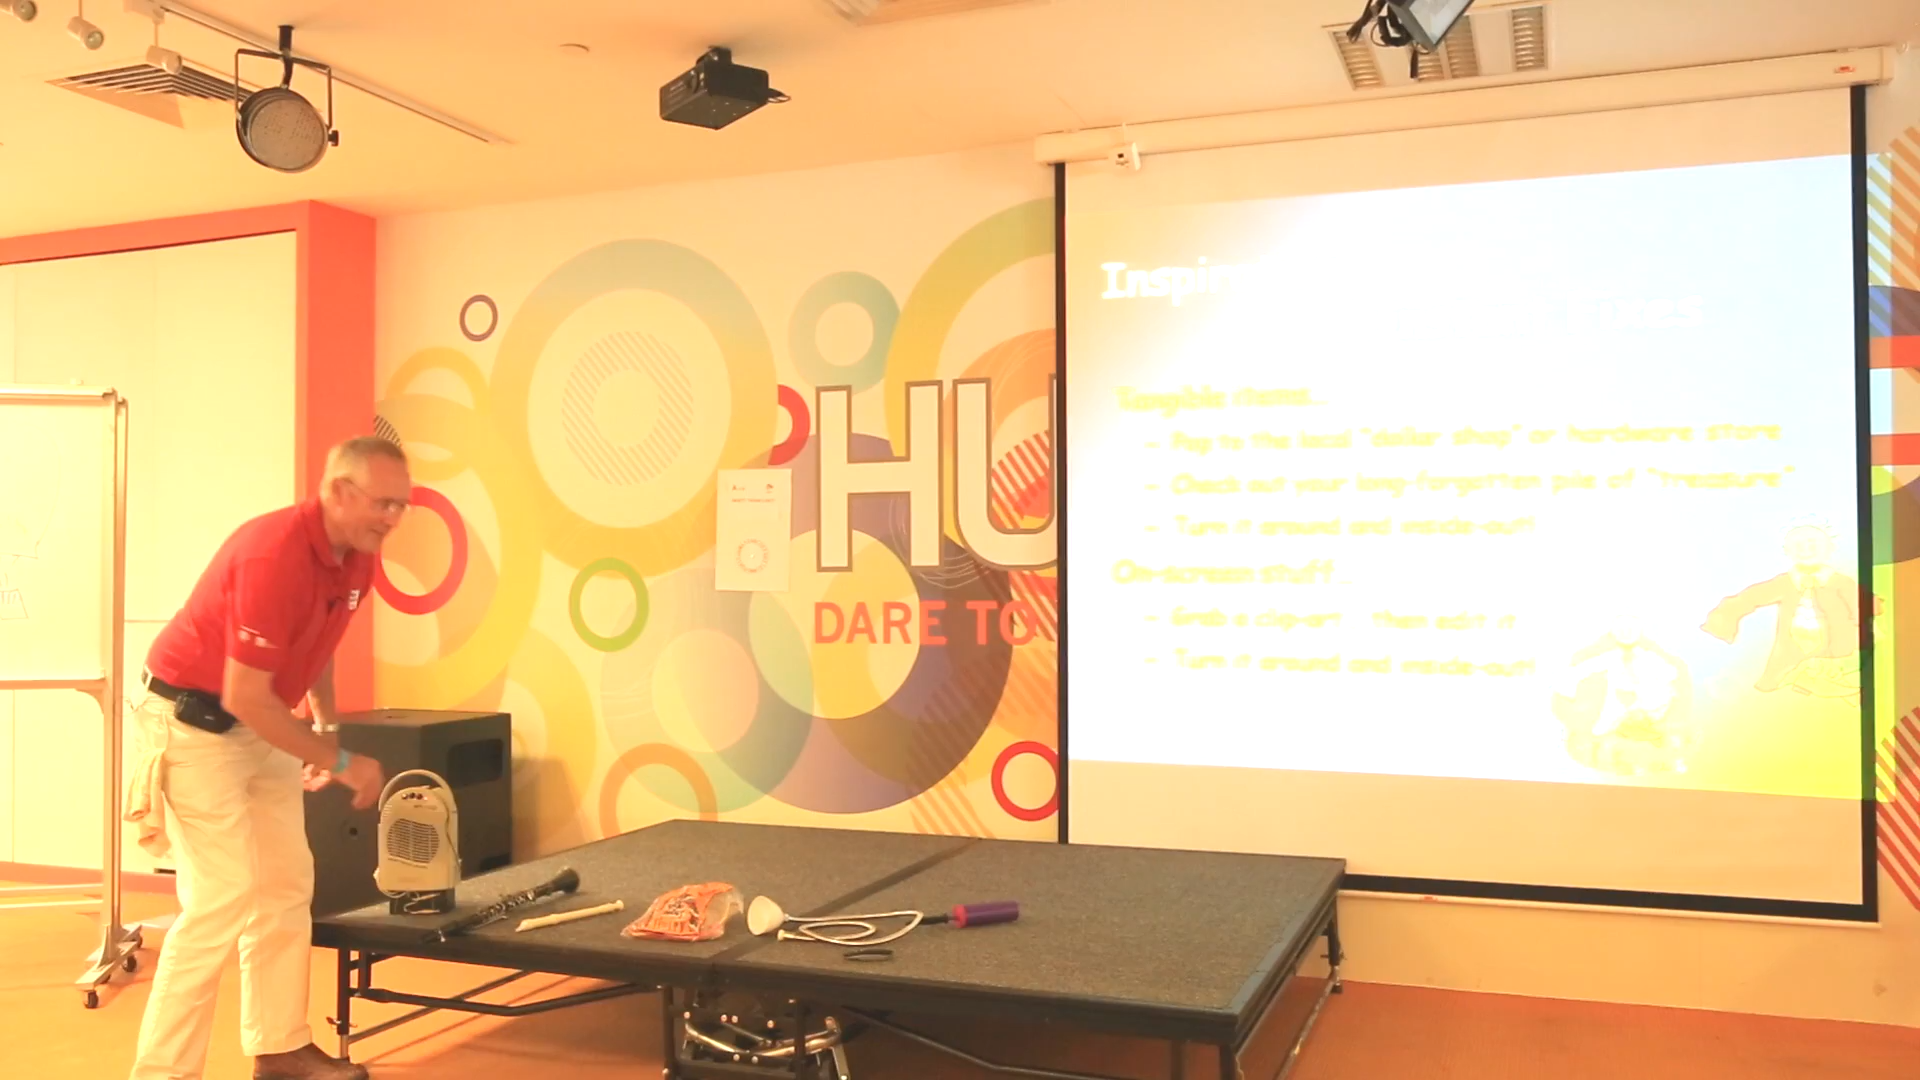 HU
DARE TO
Tangible items...
- Pop to the local "dollar shop" or hardware store
- Check out your long-forgotten pile of "treasure"
- Turn it around and inside-out!
On-screen stuff...
- Grab a clip-art... then edit it
- Turn it around and inside-out!